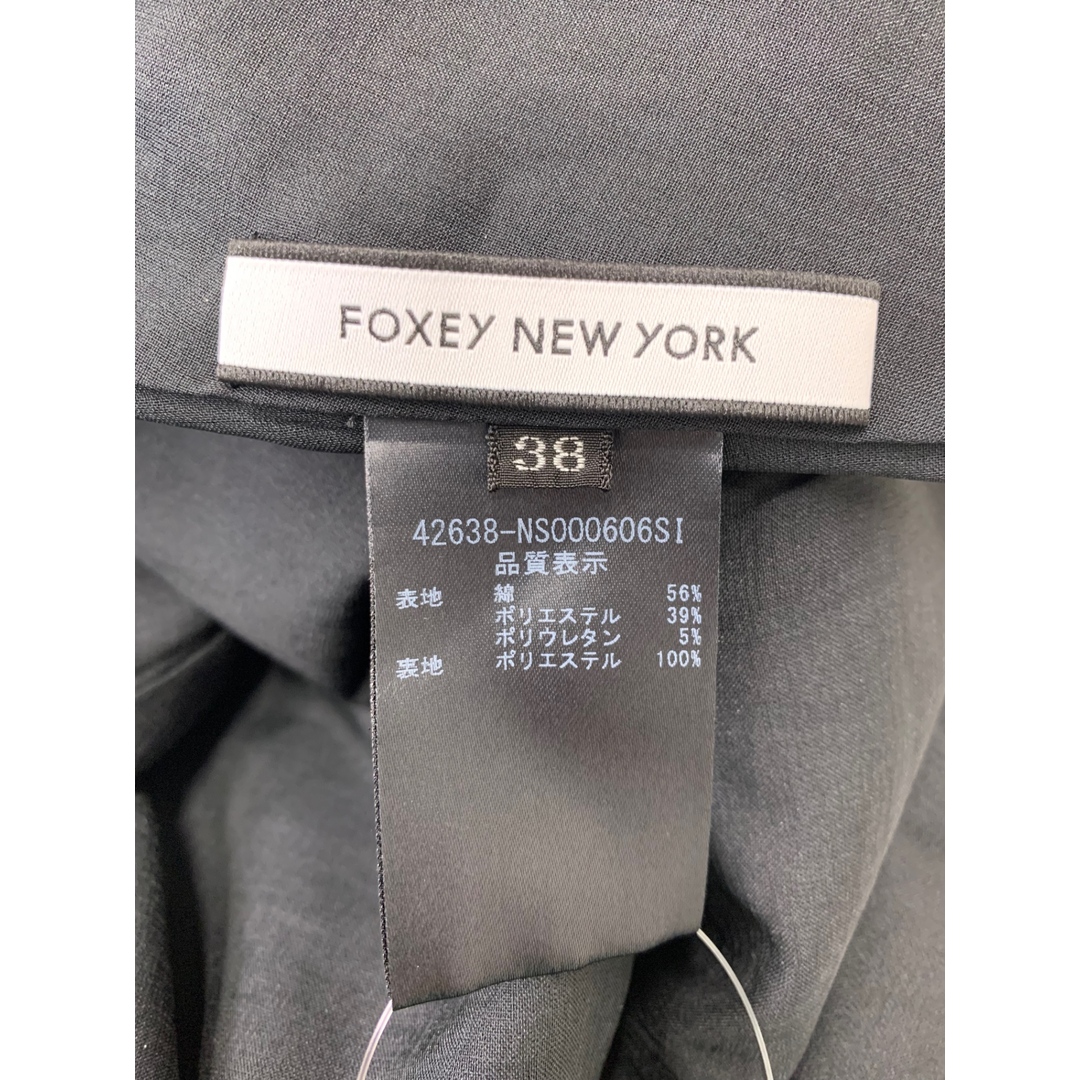 FOXEY NEW YORK
38
42638-NS000606SI
品質表示
表地 綿 56%
ポリエステル 39%
ポリウレタン 5%
裏地 ポリエステル 100%